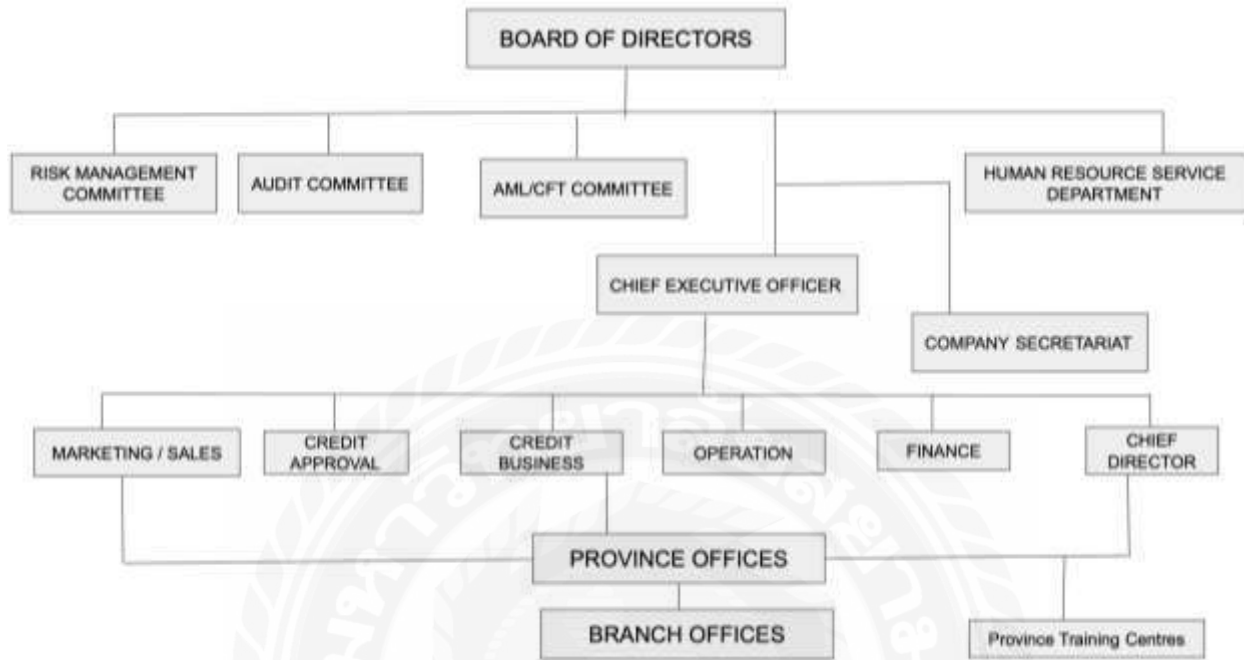 BOARD OF DIRECTORS
RISK MANAGEMENT
COMMITTEE
AUDIT COMMITTEE
AML/CFT COMMITTEE
HUMAN RESOURCE SERVICE
DEPARTMENT
CHIEF EXECUTIVE OFFICER
COMPANY SECRETARIAT
MARKETING / SALES
CREDIT
APPROVAL
CREDIT
BUSINESS
OPERATION
FINANCE
CHIEF
DIRECTOR
PROVINCE OFFICES
BRANCH OFFICES
Province Training Centres